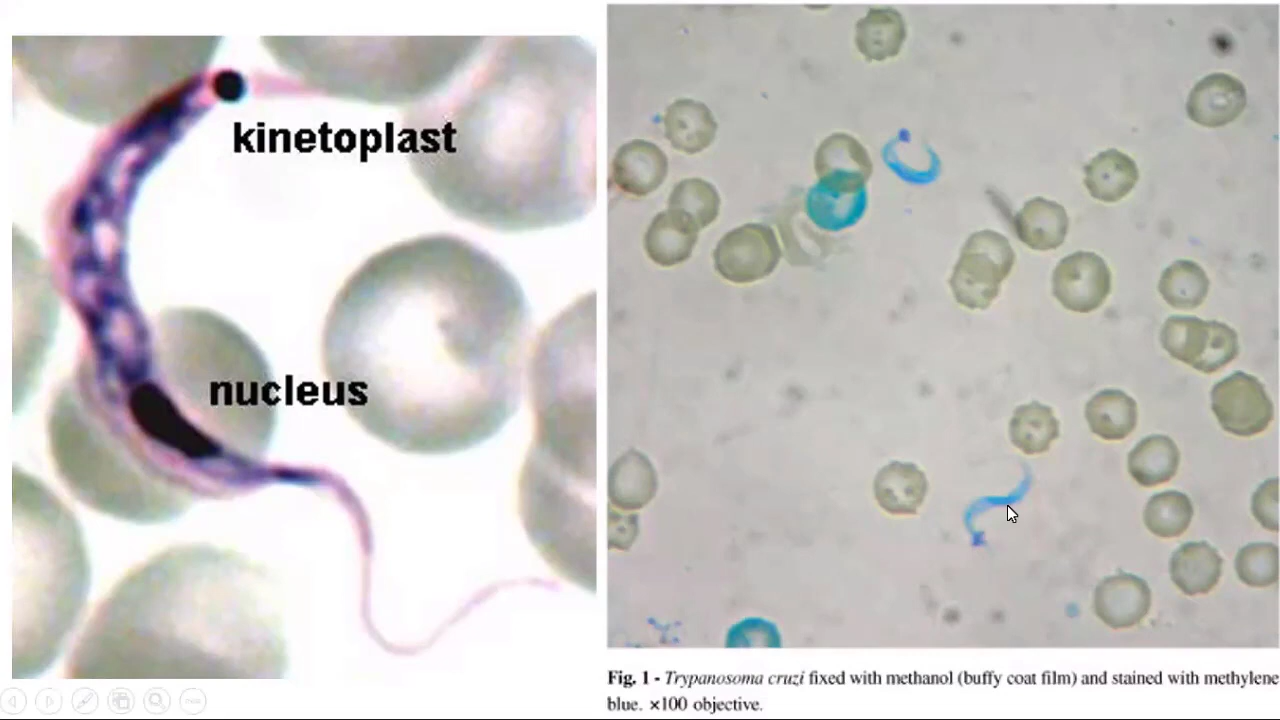 kinetoplast
nucleus
Fig. 1 - Trypanosoma cruzi fixed with methanol (buffy coat film) and stained with methylene
blue. ×100 objective.